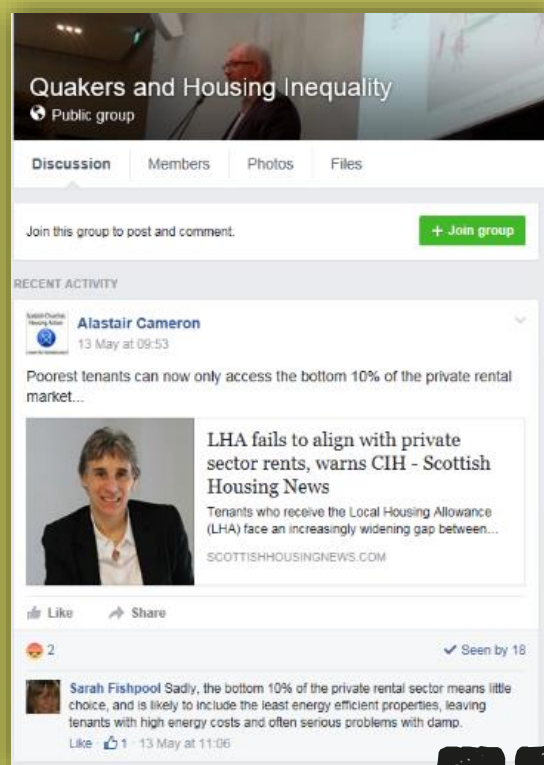 Quakers and Housing Inequality
Public group
Discussion Members Photos Files
Join this group to post and comment.
+ Join group
RECENT ACTIVITY
Alastair Cameron
13 May at 09:53
Poorest tenants can now only access the bottom 10% of the private rental
market...
LHA fails to align with private
sector rents, warns CIH - Scottish
Housing News
Tenants who receive the Local Housing Allowance
(LHA) face an increasingly widening gap between...
SCOTTISHHOUSINGNEWS.COM
Like Share
2
Seen by 18
Sarah Fishpool Sadly, the bottom 10% of the private rental sector means little
choice, and is likely to include the least energy efficient properties, leaving
tenants with high energy costs and often serious problems with damp.
Like · 1 · 13 May at 11:06